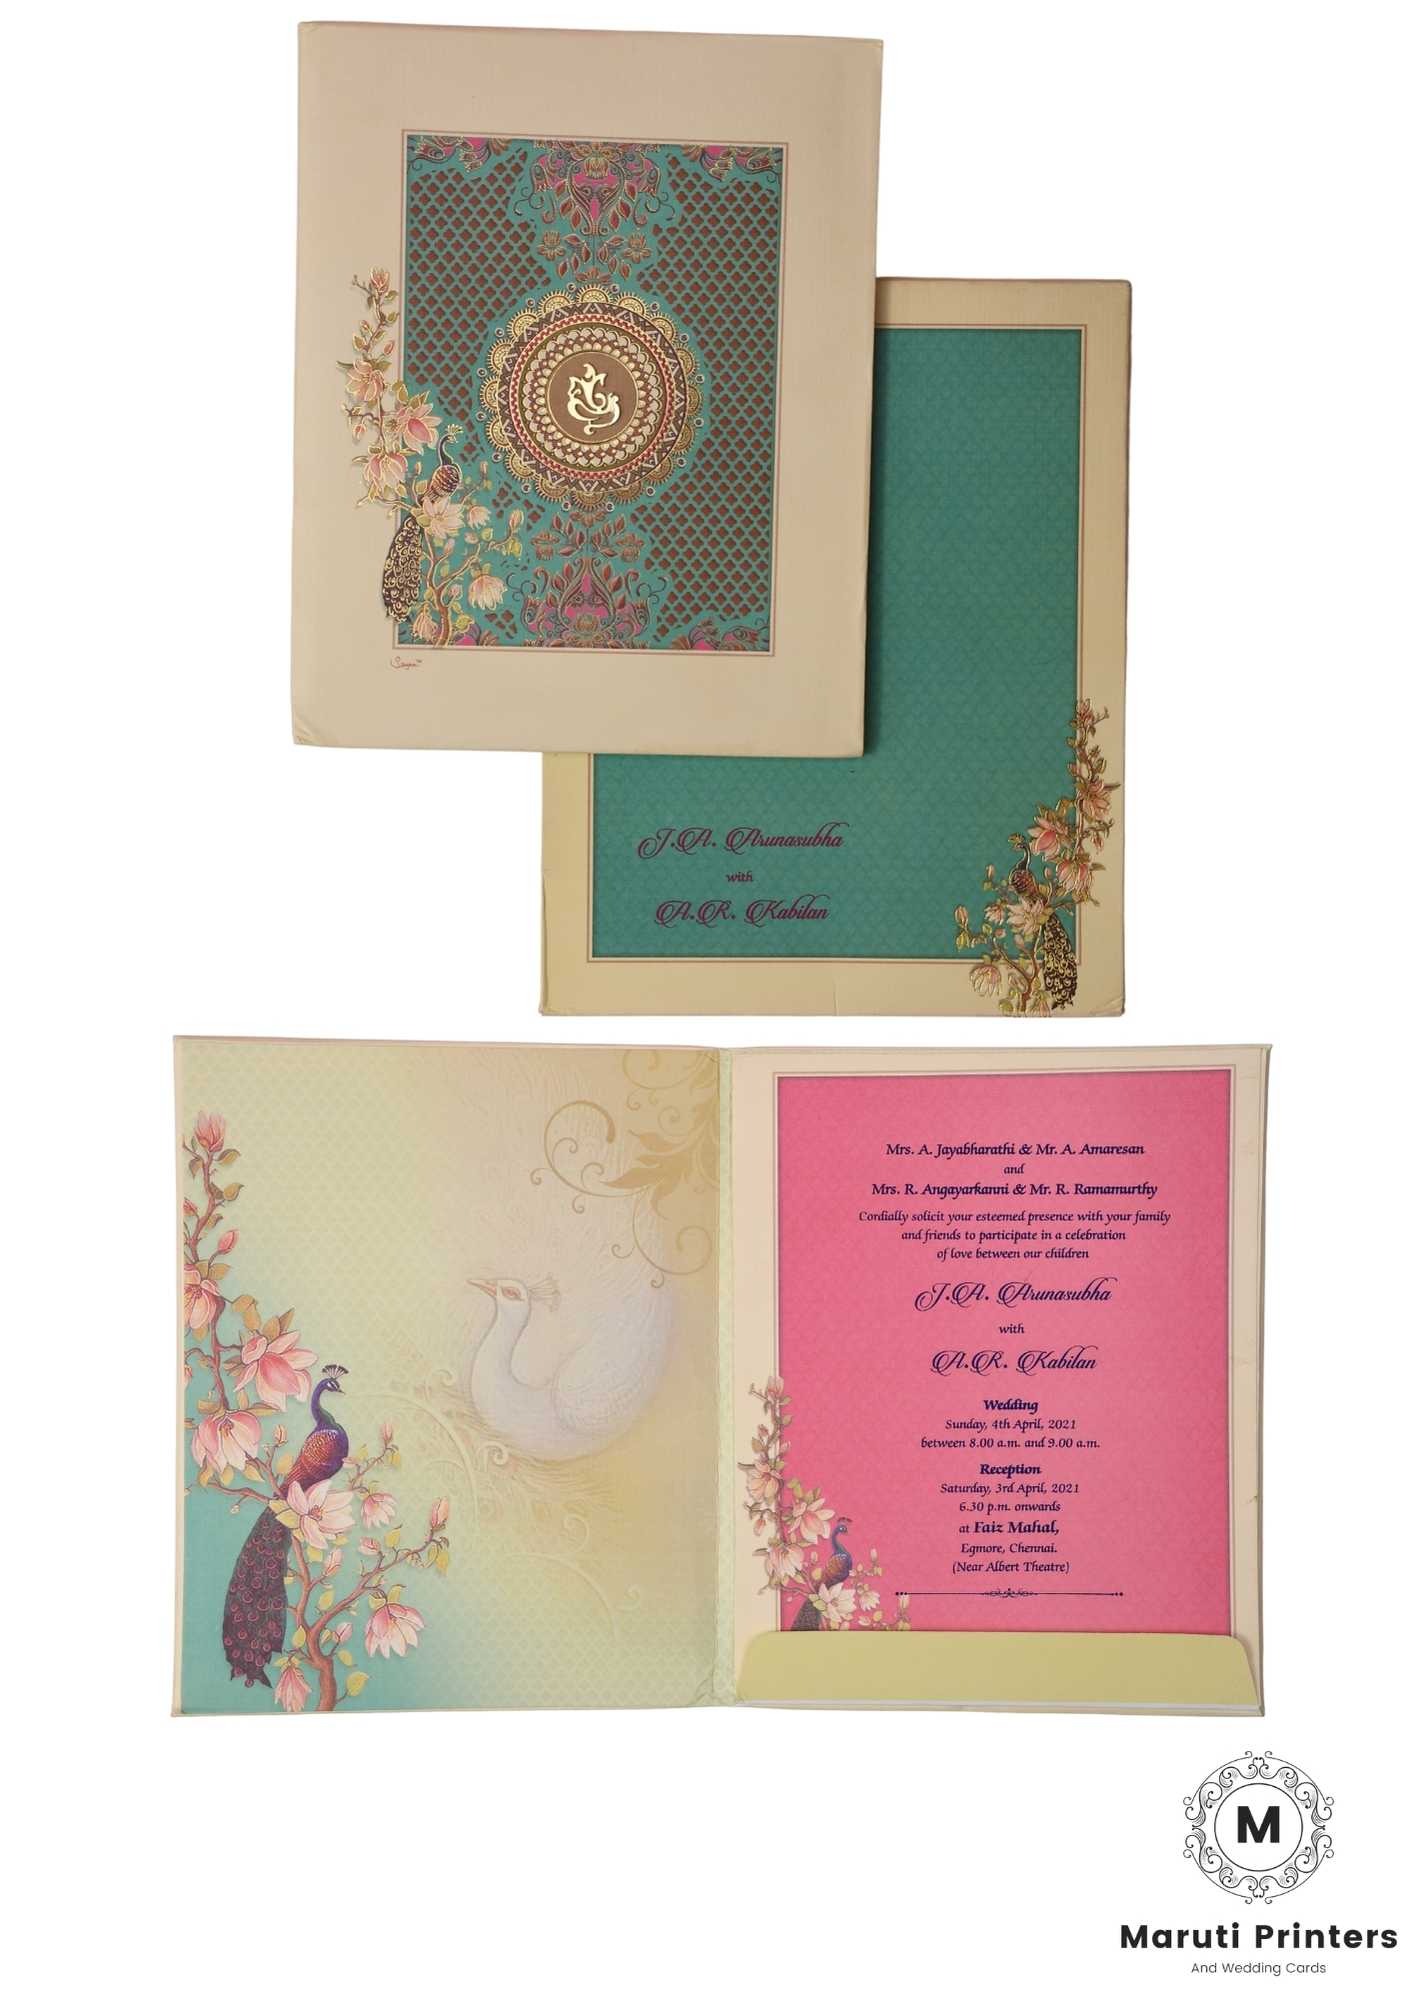 J.A. Arunasubha
with
A.R. Kabilan
Mrs. A. Jayabharathi & Mr. A. Amaresan
and
Mrs. R. Angayarkanni & Mr. R. Ramamurthy
Cordially solicit your esteemed presence with your family
and friends to participate in a celebration
of love between our children
J.A. Arunasubha
with
A.R. Kabilan
Wedding
Sunday, 4th April, 2021
between 8.00 a.m. and 9.00 a.m.
Reception
Saturday, 3rd April, 2021
6.30 p.m. onwards
at Faiz Mahal,
Egmore, Chennai.
(Near Albert Theatre)
M
Maruti Printers
And Wedding Cards